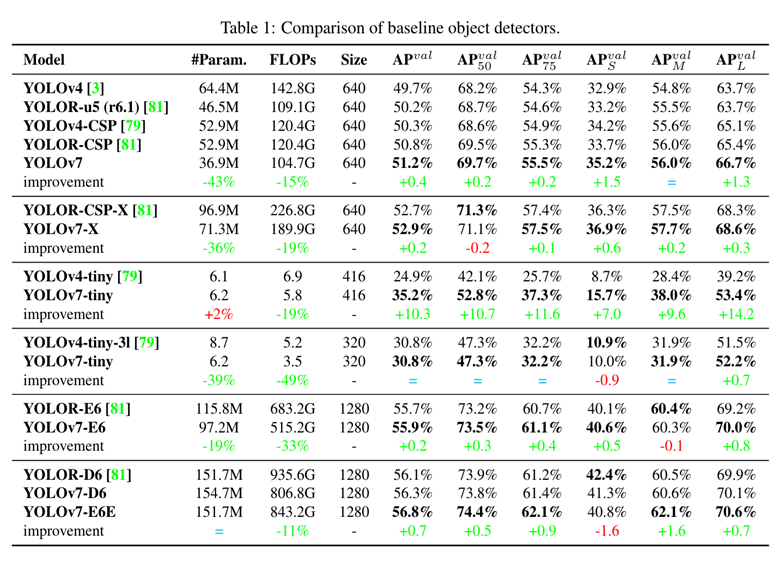 Table 1: Comparison of baseline object detectors.
Model #Param. FLOPs Size AP^val AP_50^val AP_75^val AP_S^val AP_M^val AP_L^val
YOLOv4 [3] 64.4M 142.8G 640 49.7% 68.2% 54.3% 32.9% 54.8% 63.7%
YOLOR-u5 (r6.1) [81] 46.5M 109.1G 640 50.2% 68.7% 54.6% 33.2% 55.5% 63.7%
YOLOv4-CSP [79] 52.9M 120.4G 640 50.3% 68.6% 54.9% 34.2% 55.6% 65.1%
YOLOR-CSP [81] 52.9M 120.4G 640 50.8% 69.5% 55.3% 33.7% 56.0% 65.4%
YOLOv7 36.9M 104.7G 640 51.2% 69.7% 55.5% 35.2% 56.0% 66.7%
improvement -43% -15% - +0.4 +0.2 +0.2 +1.5 = +1.3
YOLOR-CSP-X [81] 96.9M 226.8G 640 52.7% 71.3% 57.4% 36.3% 57.5% 68.3%
YOLOv7-X 71.3M 189.9G 640 52.9% 71.1% 57.5% 36.9% 57.7% 68.6%
improvement -36% -19% - +0.2 -0.2 +0.1 +0.6 +0.2 +0.3
YOLOv4-tiny [79] 6.1 6.9 416 24.9% 42.1% 25.7% 8.7% 28.4% 39.2%
YOLOv7-tiny 6.2 5.8 416 35.2% 52.8% 37.3% 15.7% 38.0% 53.4%
improvement +2% -19% - +10.3 +10.7 +11.6 +7.0 +9.6 +14.2
YOLOv4-tiny-3l [79] 8.7 5.2 320 30.8% 47.3% 32.2% 10.9% 31.9% 51.5%
YOLOv7-tiny 6.2 3.5 320 30.8% 47.3% 32.2% 10.0% 31.9% 52.2%
improvement -39% -49% - = = = -0.9 = +0.7
YOLOR-E6 [81] 115.8M 683.2G 1280 55.7% 73.2% 60.7% 40.1% 60.4% 69.2%
YOLOv7-E6 97.2M 515.2G 1280 55.9% 73.5% 61.1% 40.6% 60.3% 70.0%
improvement -19% -33% - +0.2 +0.3 +0.4 +0.5 -0.1 +0.8
YOLOR-D6 [81] 151.7M 935.6G 1280 56.1% 73.9% 61.2% 42.4% 60.5% 69.9%
YOLOv7-D6 154.7M 806.8G 1280 56.3% 73.8% 61.4% 41.3% 60.6% 70.1%
YOLOv7-E6E 151.7M 843.2G 1280 56.8% 74.4% 62.1% 40.8% 62.1% 70.6%
improvement = -11% - +0.7 +0.5 +0.9 -1.6 +1.6 +0.7